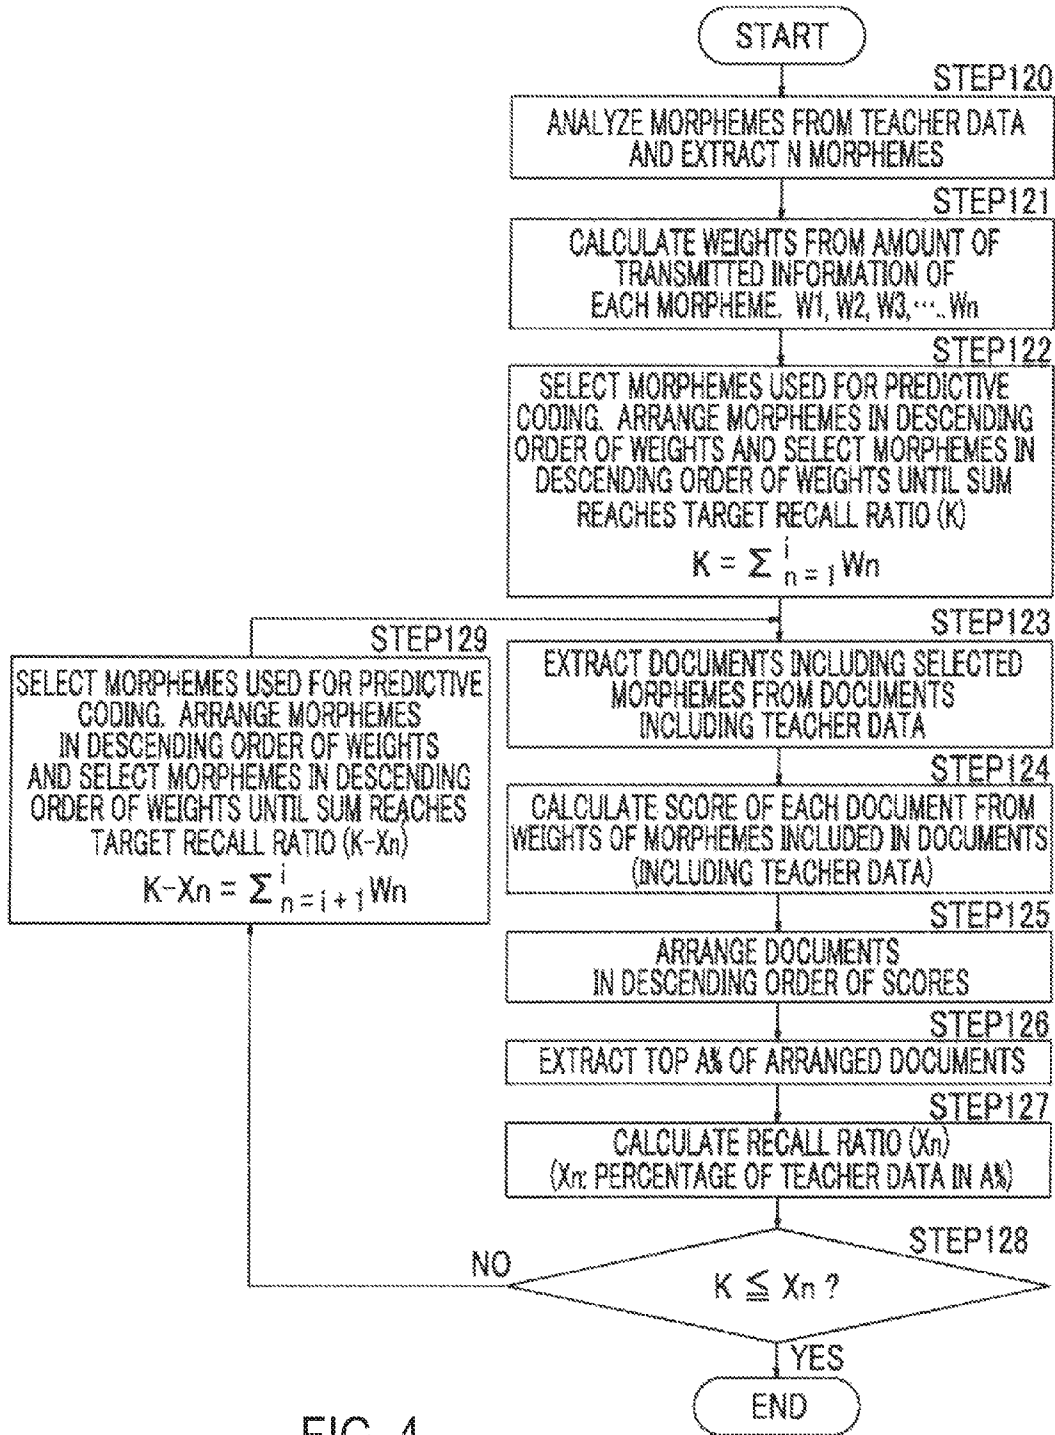 START
STEP120
ANALYZE MORPHEMES FROM TEACHER DATA
AND EXTRACT N MORPHEMES
STEP121
CALCULATE WEIGHTS FROM AMOUNT OF
TRANSMITTED INFORMATION OF
EACH MORPHEME. W1, W2, W3, ···. Wn
STEP122
SELECT MORPHEMES USED FOR PREDICTIVE
CODING. ARRANGE MORPHEMES IN DESCENDING
ORDER OF WEIGHTS AND SELECT MORPHEMES IN
DESCENDING ORDER OF WEIGHTS UNTIL SUM
REACHES TARGET RECALL RATIO (K)
K = Σ i n = 1 Wn
STEP123
EXTRACT DOCUMENTS INCLUDING SELECTED
MORPHEMES FROM DOCUMENTS
INCLUDING TEACHER DATA
STEP124
CALCULATE SCORE OF EACH DOCUMENT FROM
WEIGHTS OF MORPHEMES INCLUDED IN DOCUMENTS
(INCLUDING TEACHER DATA)
STEP125
ARRANGE DOCUMENTS
IN DESCENDING ORDER OF SCORES
STEP126
EXTRACT TOP A% OF ARRANGED DOCUMENTS
STEP127
CALCULATE RECALL RATIO (Xn)
(Xn: PERCENTAGE OF TEACHER DATA IN A%)
STEP128
K ≦ Xn ?
NO
YES
END
STEP129
SELECT MORPHEMES USED FOR PREDICTIVE
CODING. ARRANGE MORPHEMES
IN DESCENDING ORDER OF WEIGHTS
AND SELECT MORPHEMES IN DESCENDING
ORDER OF WEIGHTS UNTIL SUM REACHES
TARGET RECALL RATIO (K-Xn)
K-Xn = Σ i n = i + 1 Wn
FIG. 4